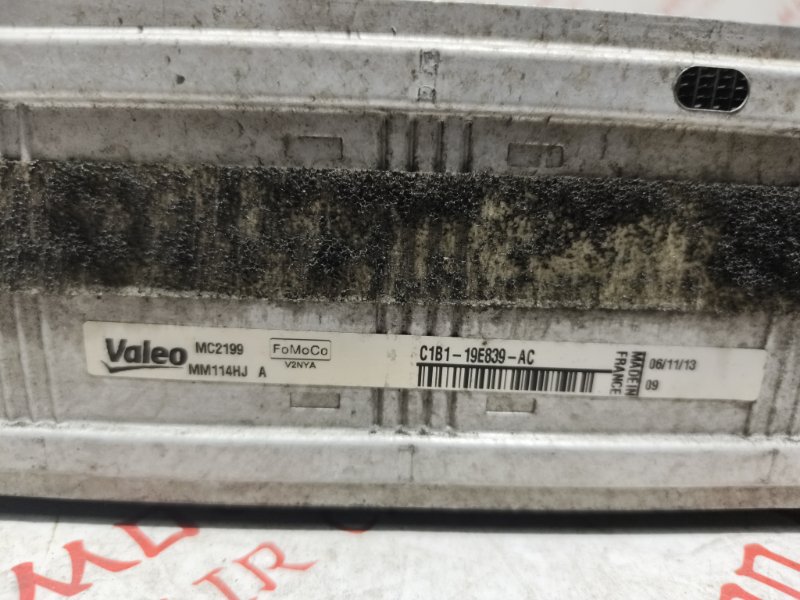 Valeo
MC2199
MM114HJ A
FoMoCo
V2NYA
C1B1-19E839-AC
MADE IN
FRANCE
06/11/13
09